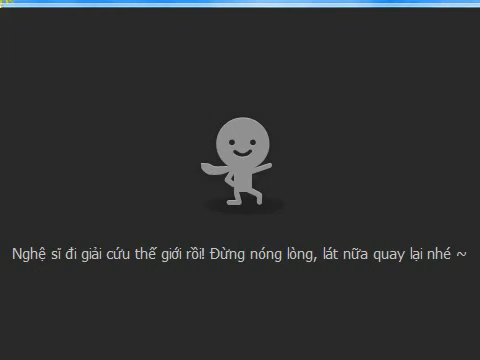 Nghệ sĩ đi giải cứu thế giới rồi! Đừng nóng lòng, lát nữa quay lại nhé ~